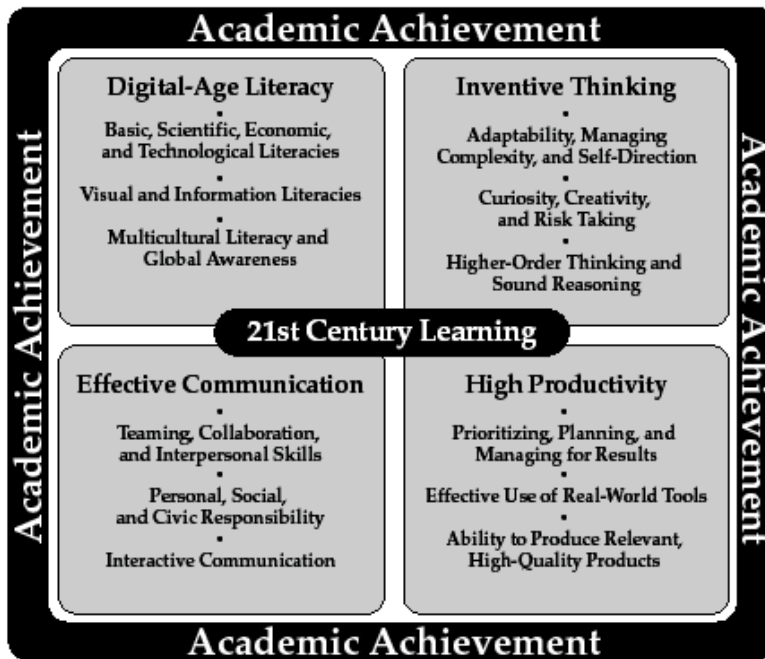 Academic Achievement
Academic Achievement
Digital-Age Literacy
Basic, Scientific, Economic,
and Technological Literacies
Visual and Information Literacies
Multicultural Literacy and
Global Awareness
Inventive Thinking
Adaptability, Managing
Complexity, and Self-Direction
Curiosity, Creativity,
and Risk Taking
Higher-Order Thinking and
Sound Reasoning
Academic Achievement
21st Century Learning
Effective Communication
Teaming, Collaboration,
and Interpersonal Skills
Personal, Social,
and Civic Responsibility
Interactive Communication
High Productivity
Prioritizing, Planning, and
Managing for Results
Effective Use of Real-World Tools
Ability to Produce Relevant,
High-Quality Products
Academic Achievement